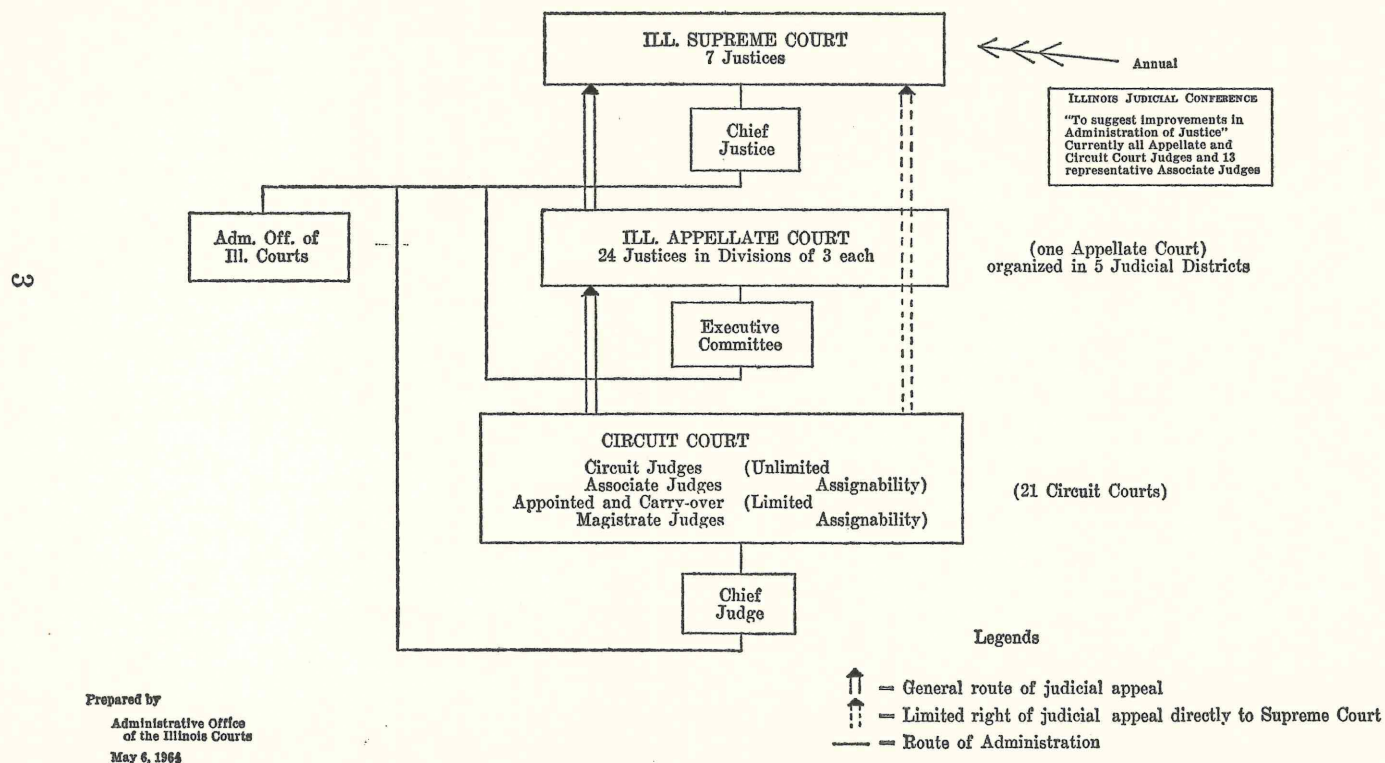 ILL. SUPREME COURT
7 Justices
Annual
ILLINOIS JUDICIAL CONFERENCE
"To suggest improvements in
Administration of Justice"
Currently all Appellate and
Circuit Court Judges and 13
representative Associate Judges
Chief
Justice
Adm. Off. of
Ill. Courts
ILL. APPELLATE COURT
24 Justices in Divisions of 3 each
(one Appellate Court)
organized in 5 Judicial Districts
3
Executive
Committee
CIRCUIT COURT
Circuit Judges (Unlimited
Associate Judges Assignability)
Appointed and Carry-over (Limited
Magistrate Judges Assignability)
(21 Circuit Courts)
Chief
Judge
Legends
= General route of judicial appeal
= Limited right of judicial appeal directly to Supreme Court
= Route of Administration
Prepared by
Administrative Office
of the Illinois Courts
May 6, 1964